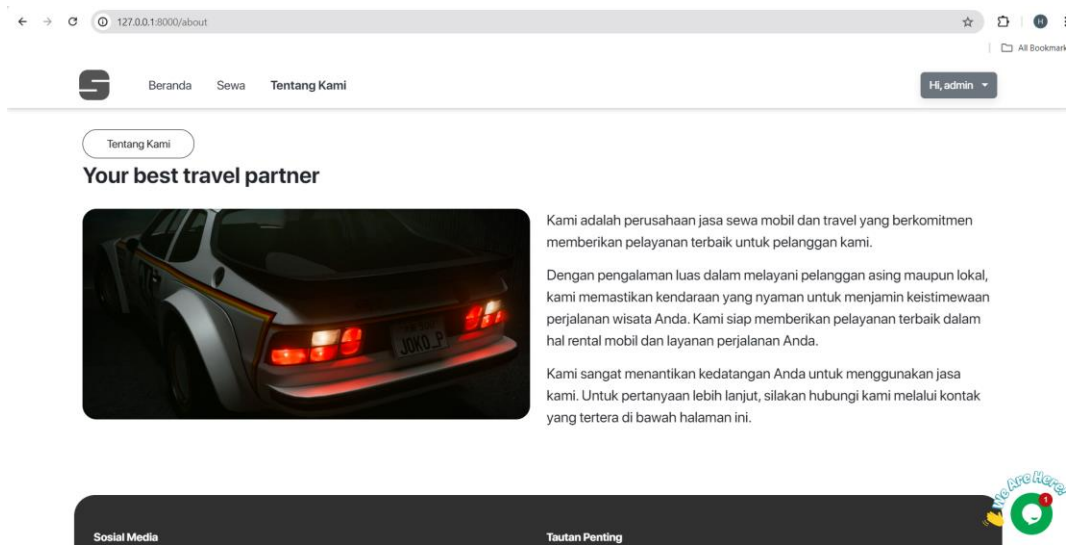 127.0.0.1:8000/about
H
All Bookmark
S
Beranda Sewa Tentang Kami
Hi, admin
Tentang Kami
Your best travel partner
Kami adalah perusahaan jasa sewa mobil dan travel yang berkomitmen
memberikan pelayanan terbaik untuk pelanggan kami.
Dengan pengalaman luas dalam melayani pelanggan asing maupun lokal,
kami memastikan kendaraan yang nyaman untuk menjamin keistimewaan
perjalanan wisata Anda. Kami siap memberikan pelayanan terbaik dalam
hal rental mobil dan layanan perjalanan Anda.
Kami sangat menantikan kedatangan Anda untuk menggunakan jasa
kami. Untuk pertanyaan lebih lanjut, silakan hubungi kami melalui kontak
yang tertera di bawah halaman ini.
JOKO_P
We Are Here!
1
Sosial Media
Tautan Penting